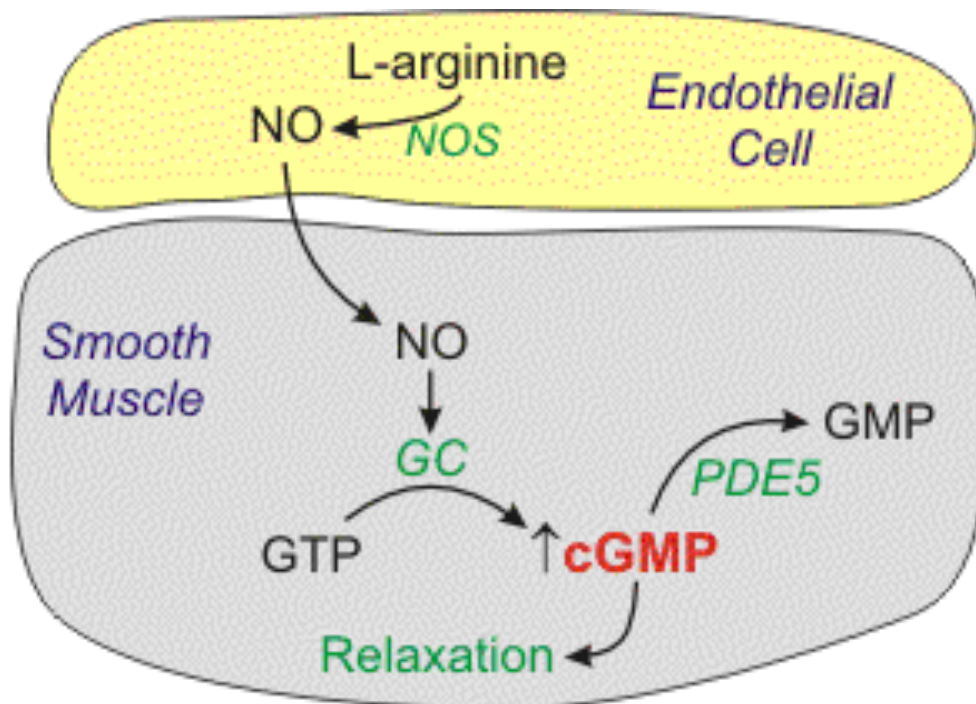 L-arginine
NO
NOS
Endothelial
Cell
Smooth
Muscle
NO
GC
GTP
↑cGMP
PDE5
GMP
Relaxation